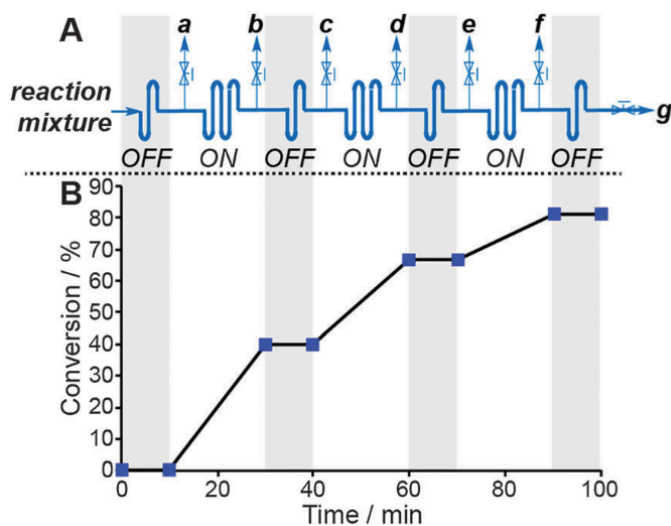 A
a b c d e f
reaction
mixture
g
OFF ON OFF ON OFF ON OFF
B
Conversion / %
90
80
70
60
50
40
30
20
10
0
0 20 40 60 80 100
Time / min